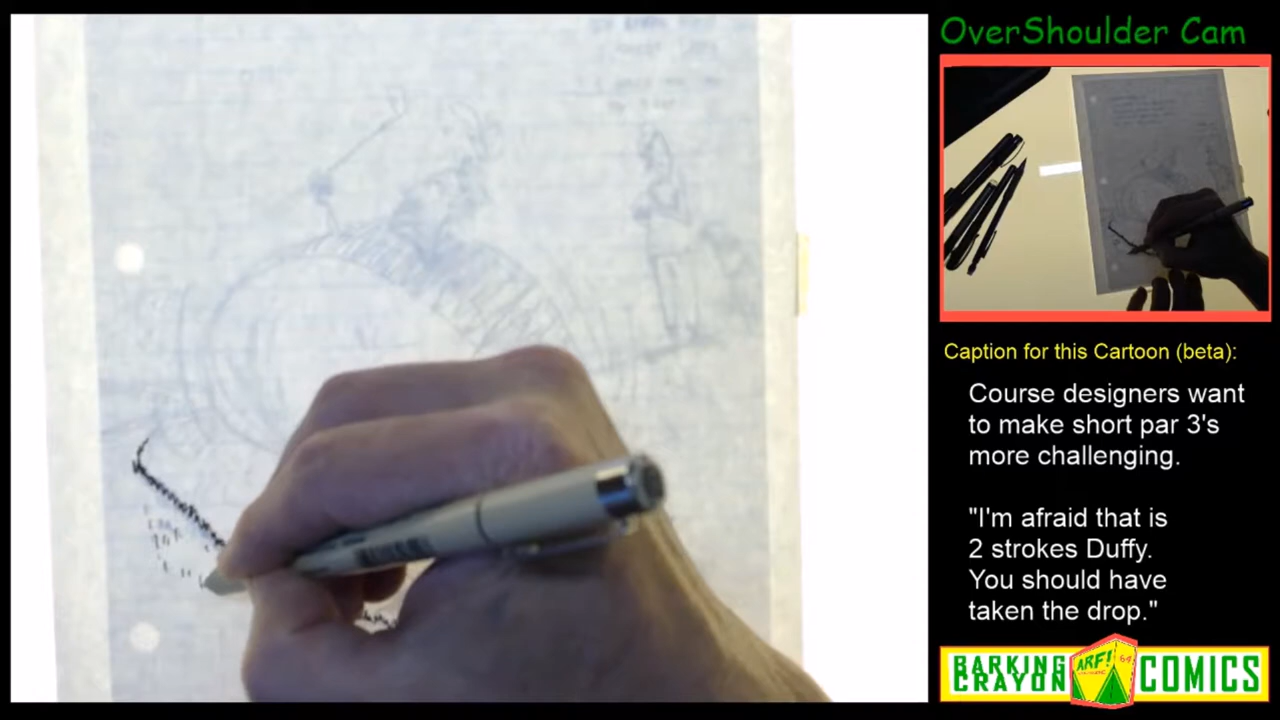 OverShoulder Cam
Caption for this Cartoon (beta):
Course designers want
to make short par 3's
more challenging.
"I'm afraid that is
2 strokes Duffy.
You should have
taken the drop."
BARKING
CRAYON
ARF!
64
COMICS